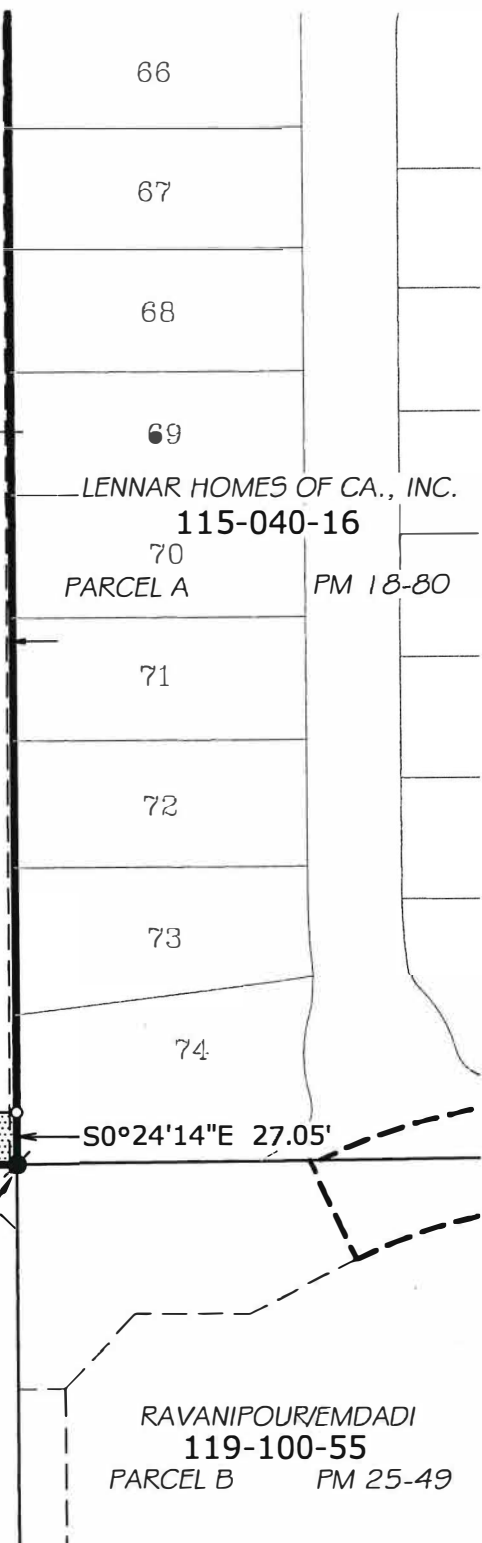 66
67
68
69
LENNAR HOMES OF CA., INC.
115-040-16
70
PARCEL A PM 18-80
71
72
73
74
S0°24'14"E 27.05'
RAVANIPOUR/EMDADI
119-100-55
PARCEL B PM 25-49